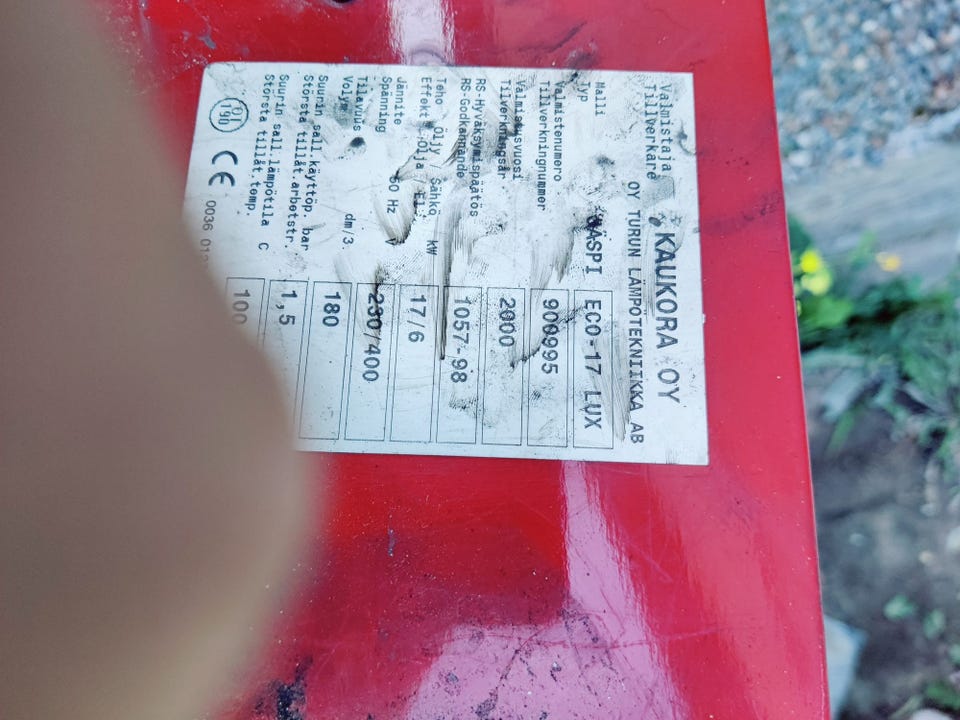 Valmistaja KAUKORA OY
Tillverkare OY TURUN LÄMPÖTEKNIIKKA AB
Malli
Typ JÄSPI ECO-17 LUX
Valmistenumero
Tillverkningnummer 900995
Valmistusvuosi
Tillverkningsår 2000
RS-Hyväksymispäätös
RS-Godkännande 1057-98
Teho Öljy Sähkö
Effekt Olja / El. kW 17/6
Jännite
Spänning 50 Hz V 230/400
Tilavuus
Volym dm/3. 180
Suurin sall.käyttöp. bar
Största tillåt.arbetstr. 1,5
Suurin sall.lämpötila C
Största tillåt.temp. 100
CE 0036